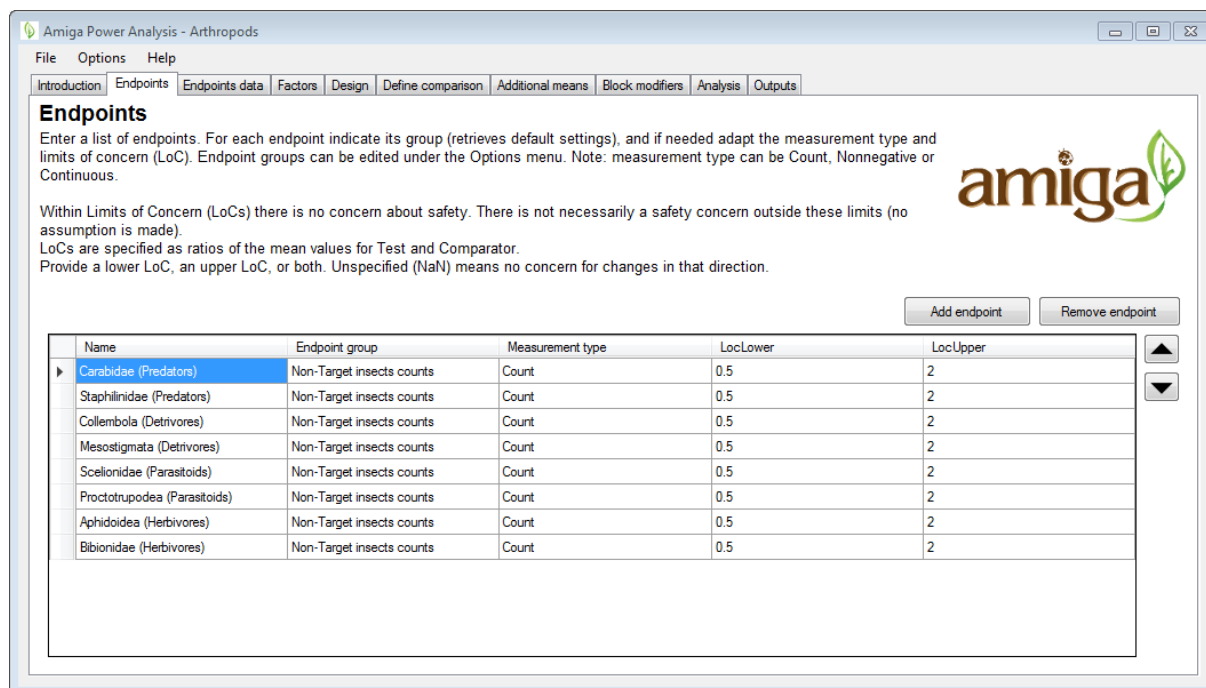 Amiga Power Analysis - Arthropods
File Options Help
Introduction Endpoints Endpoints data Factors Design Define comparison Additional means Block modifiers Analysis Outputs
Endpoints
Enter a list of endpoints. For each endpoint indicate its group (retrieves default settings), and if needed adapt the measurement type and
limits of concern (LoC). Endpoint groups can be edited under the Options menu. Note: measurement type can be Count, Nonnegative or
Continuous.
Within Limits of Concern (LoCs) there is no concern about safety. There is not necessarily a safety concern outside these limits (no
assumption is made).
LoCs are specified as ratios of the mean values for Test and Comparator.
Provide a lower LoC, an upper LoC, or both. Unspecified (NaN) means no concern for changes in that direction.
amiga
Add endpoint Remove endpoint
Name Endpoint group Measurement type LocLower LocUpper
Carabidae (Predators) Non-Target insects counts Count 0.5 2
Staphilinidae (Predators) Non-Target insects counts Count 0.5 2
Collembola (Detrivores) Non-Target insects counts Count 0.5 2
Mesostigmata (Detrivores) Non-Target insects counts Count 0.5 2
Scelionidae (Parasitoids) Non-Target insects counts Count 0.5 2
Proctotrupodea (Parasitoids) Non-Target insects counts Count 0.5 2
Aphidoidea (Herbivores) Non-Target insects counts Count 0.5 2
Bibionidae (Herbivores) Non-Target insects counts Count 0.5 2